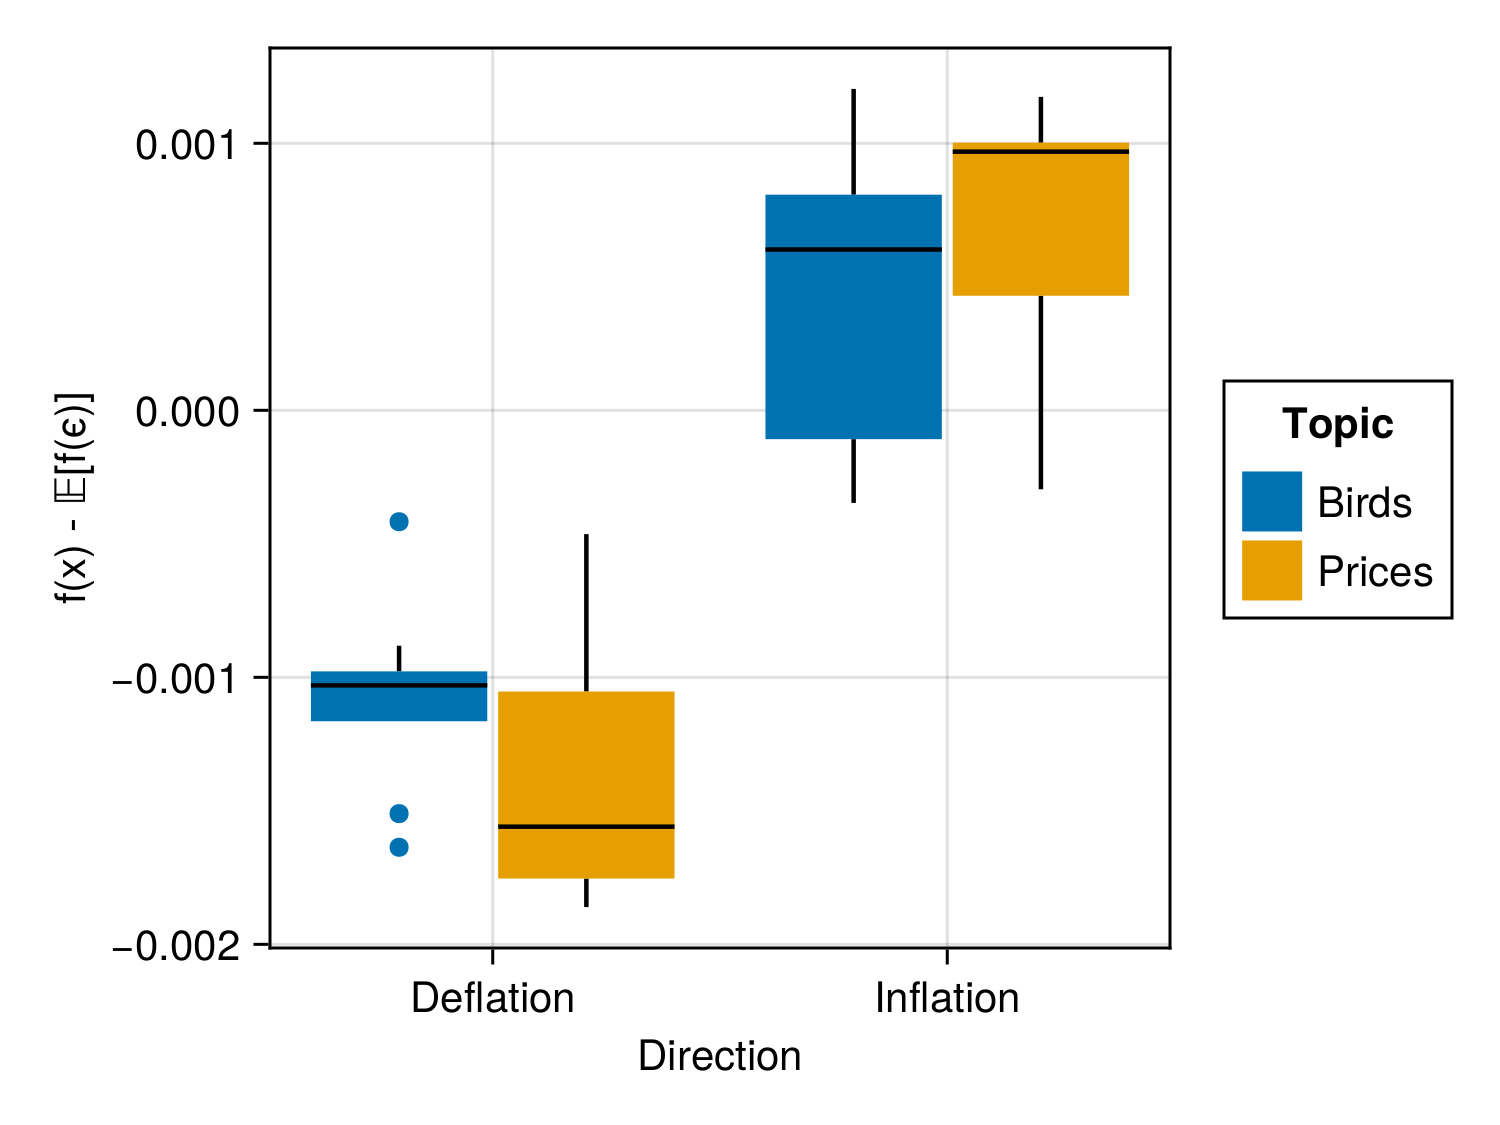 0.001
0.000
−0.001
−0.002
f(x) - 𝔼[f(ϵ)]
Deflation
Inflation
Direction
Topic
Birds
Prices